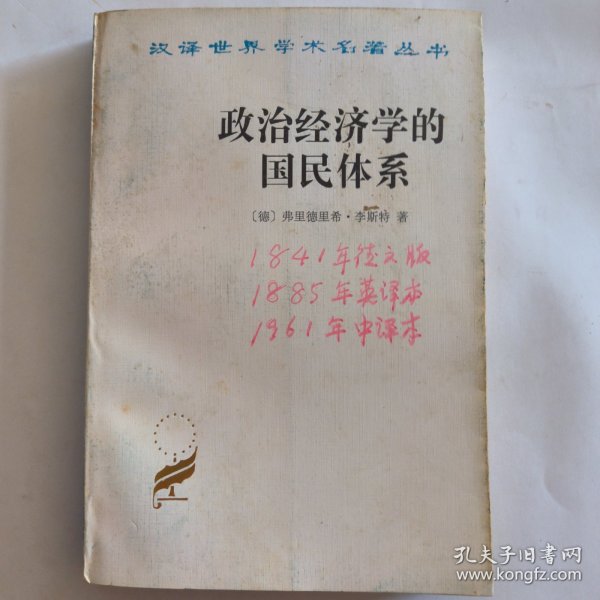 汉译世界学术名著丛书
政治经济学的
国民体系
〔德〕弗里德里希·李斯特 著
1841年德文版
1885年英译本
1961年中译本
孔夫子旧书网
www.kongfz.com